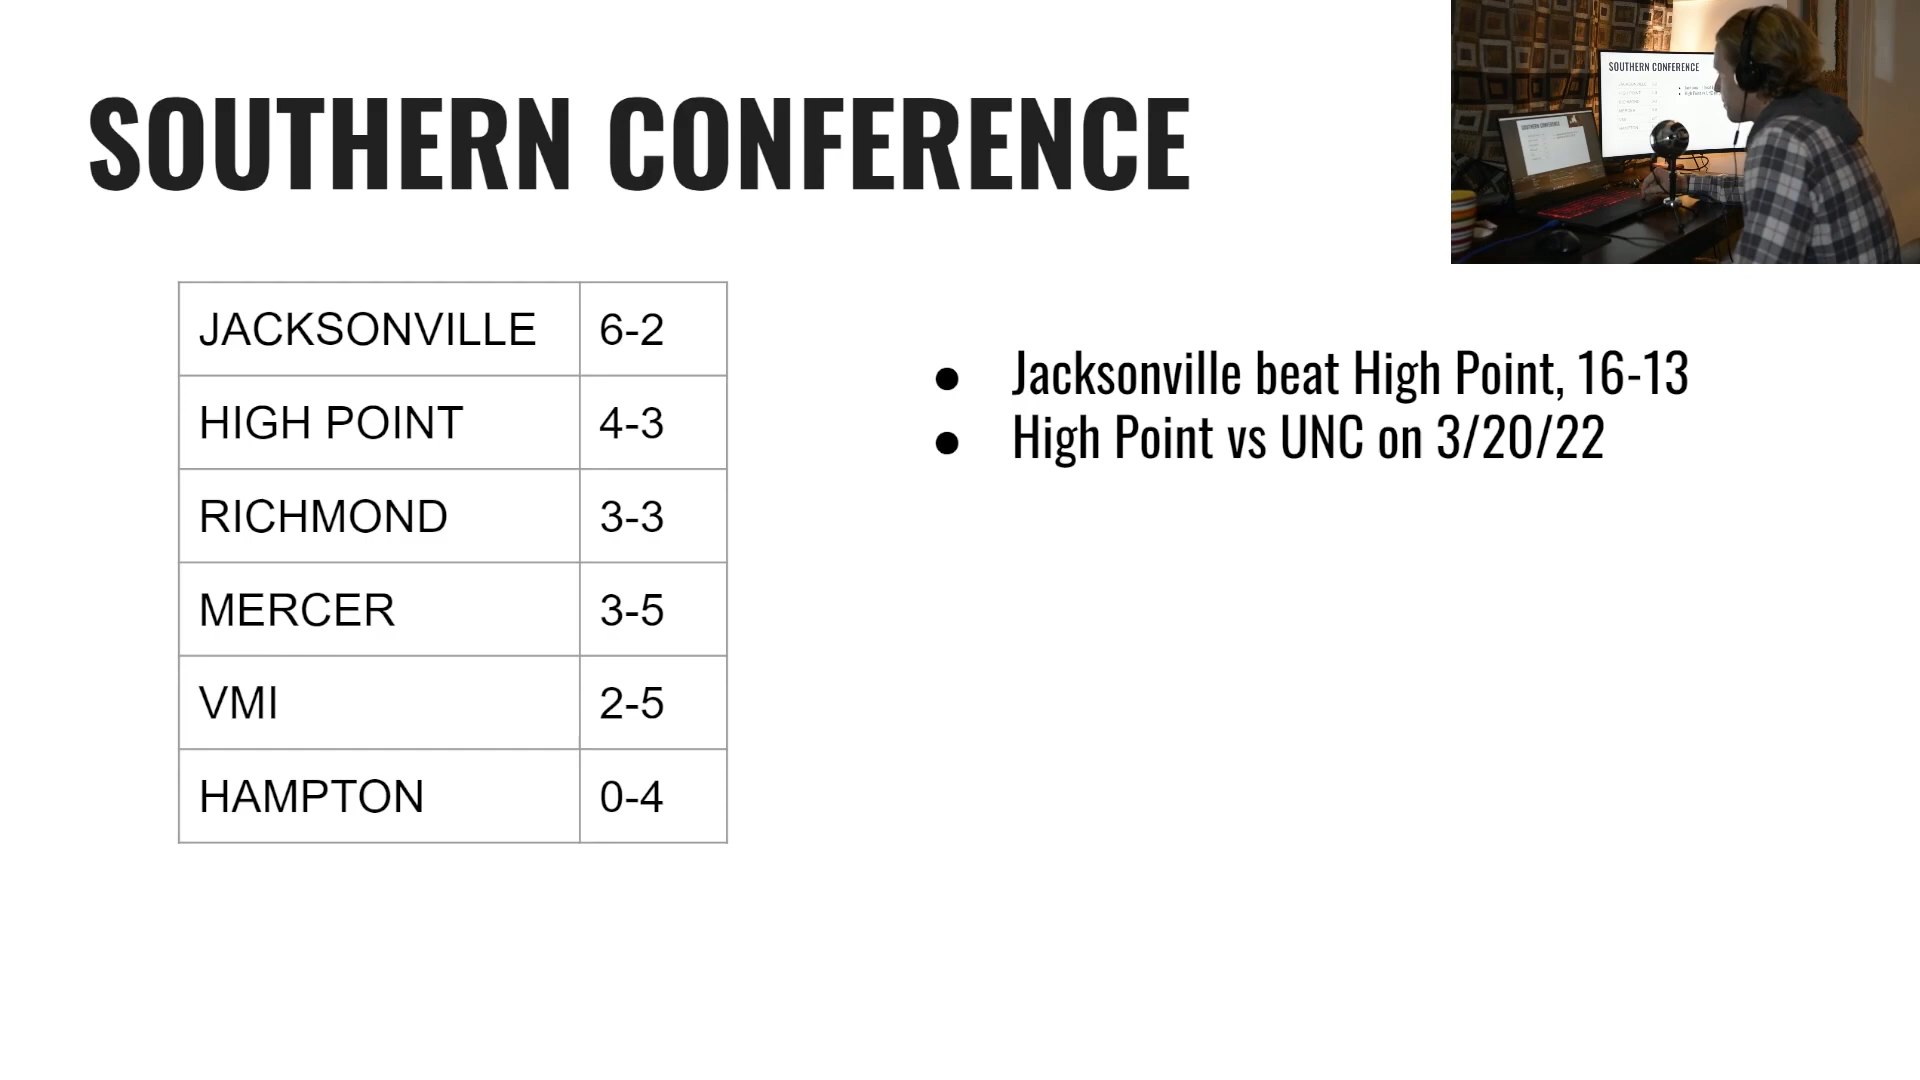 SOUTHERN CONFERENCE
JACKSONVILLE 6-2
HIGH POINT 4-3
RICHMOND 3-3
MERCER 3-5
VMI 2-5
HAMPTON 0-4
● Jacksonville beat High Point, 16-13
● High Point vs UNC on 3/20/22
SOUTHERN CONFERENCE